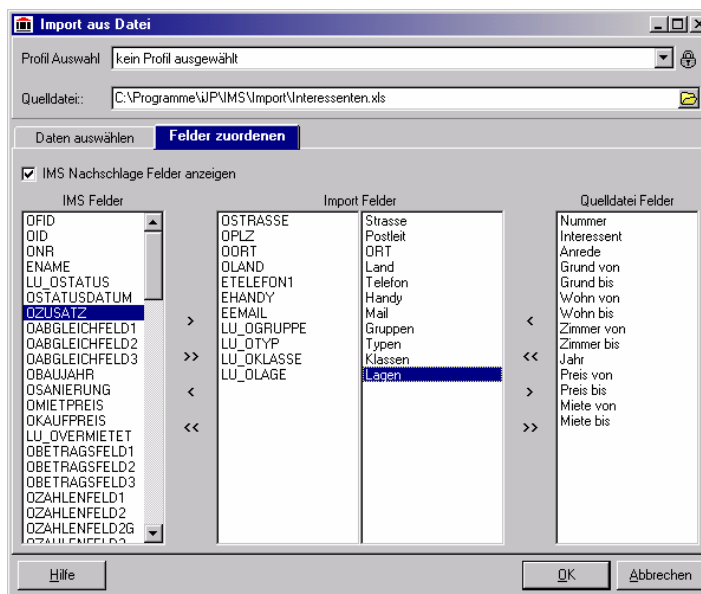 Import aus Datei
Profil Auswahl kein Profil ausgewählt
Quelldatei:: C:\Programme\iJP\IMS\Import\Interessenten.xls
Daten auswählen Felder zuordenen
IMS Nachschlage Felder anzeigen
IMS Felder
OFID
OID
ONR
ENAME
LU_OSTATUS
OSTATUSDATUM
OZUSATZ
OABGLEICHFELD1
OABGLEICHFELD2
OABGLEICHFELD3
OBAUJAHR
OSANIERUNG
OMIETPREIS
OKAUFPREIS
LU_OVERMIETET
OBETRAGSFELD1
OBETRAGSFELD2
OBETRAGSFELD3
OZAHLENFELD1
OZAHLENFELD2
OZAHLENFELD2G
>
>>
<
<<
Import Felder
OSTRASSE Strasse
OPLZ Postleit
OORT ORT
OLAND Land
ETELEFON1 Telefon
EHANDY Handy
EEMAIL Mail
LU_OGRUPPE Gruppen
LU_OTYP Typen
LU_OKLASSE Klassen
LU_OLAGE Lagen
<
<<
>
>>
Quelldatei Felder
Nummer
Interessent
Anrede
Grund von
Grund bis
Wohn von
Wohn bis
Zimmer von
Zimmer bis
Jahr
Preis von
Preis bis
Miete von
Miete bis
Hilfe OK Abbrechen